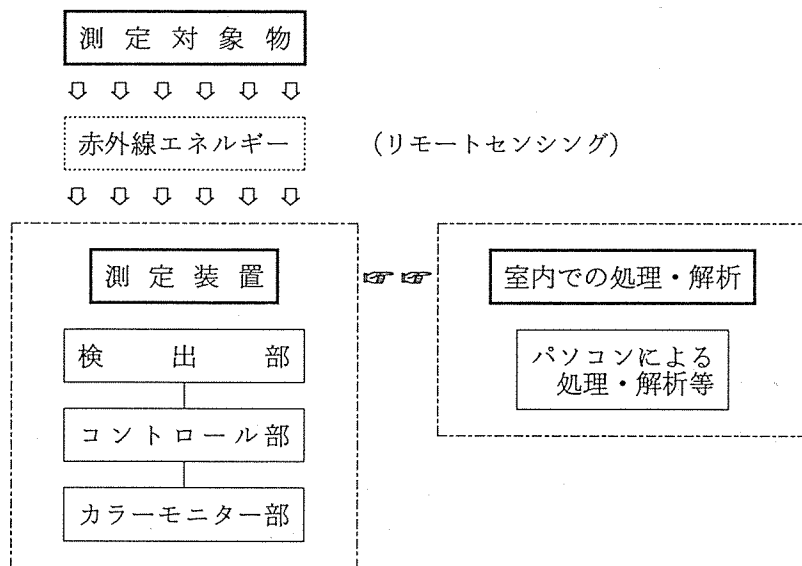 測定対象物
赤外線エネルギー
(リモートセンシング)
測定装置
検出部
コントロール部
カラーモニター部
室内での処理・解析
パソコンによる
処理・解析等